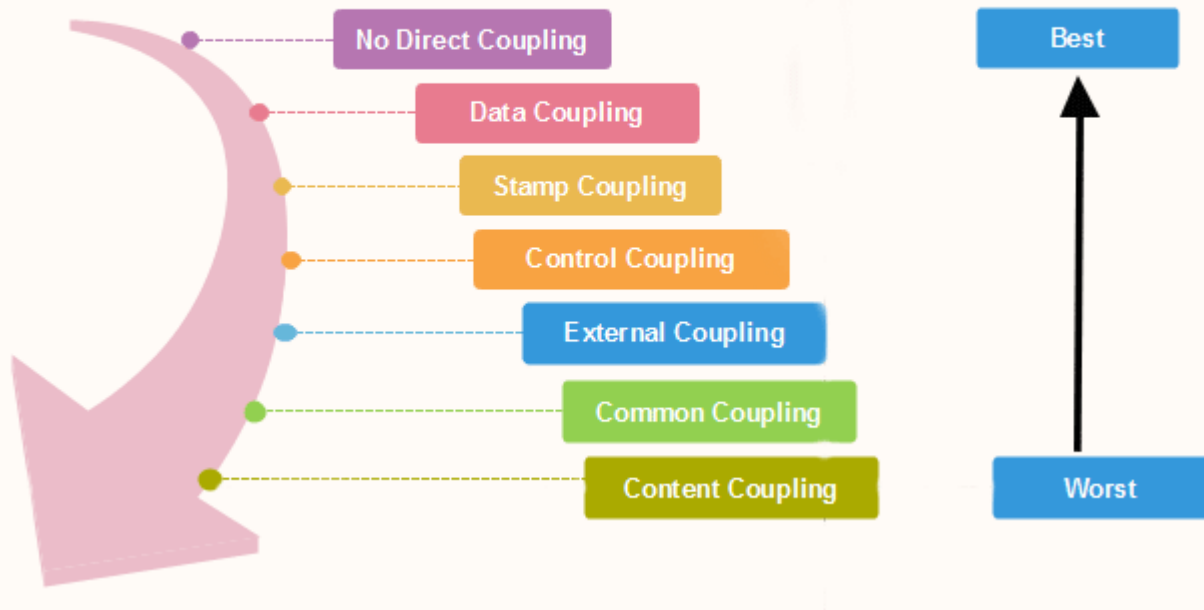 No Direct Coupling
Best
Data Coupling
Stamp Coupling
Control Coupling
External Coupling
Common Coupling
Content Coupling
Worst